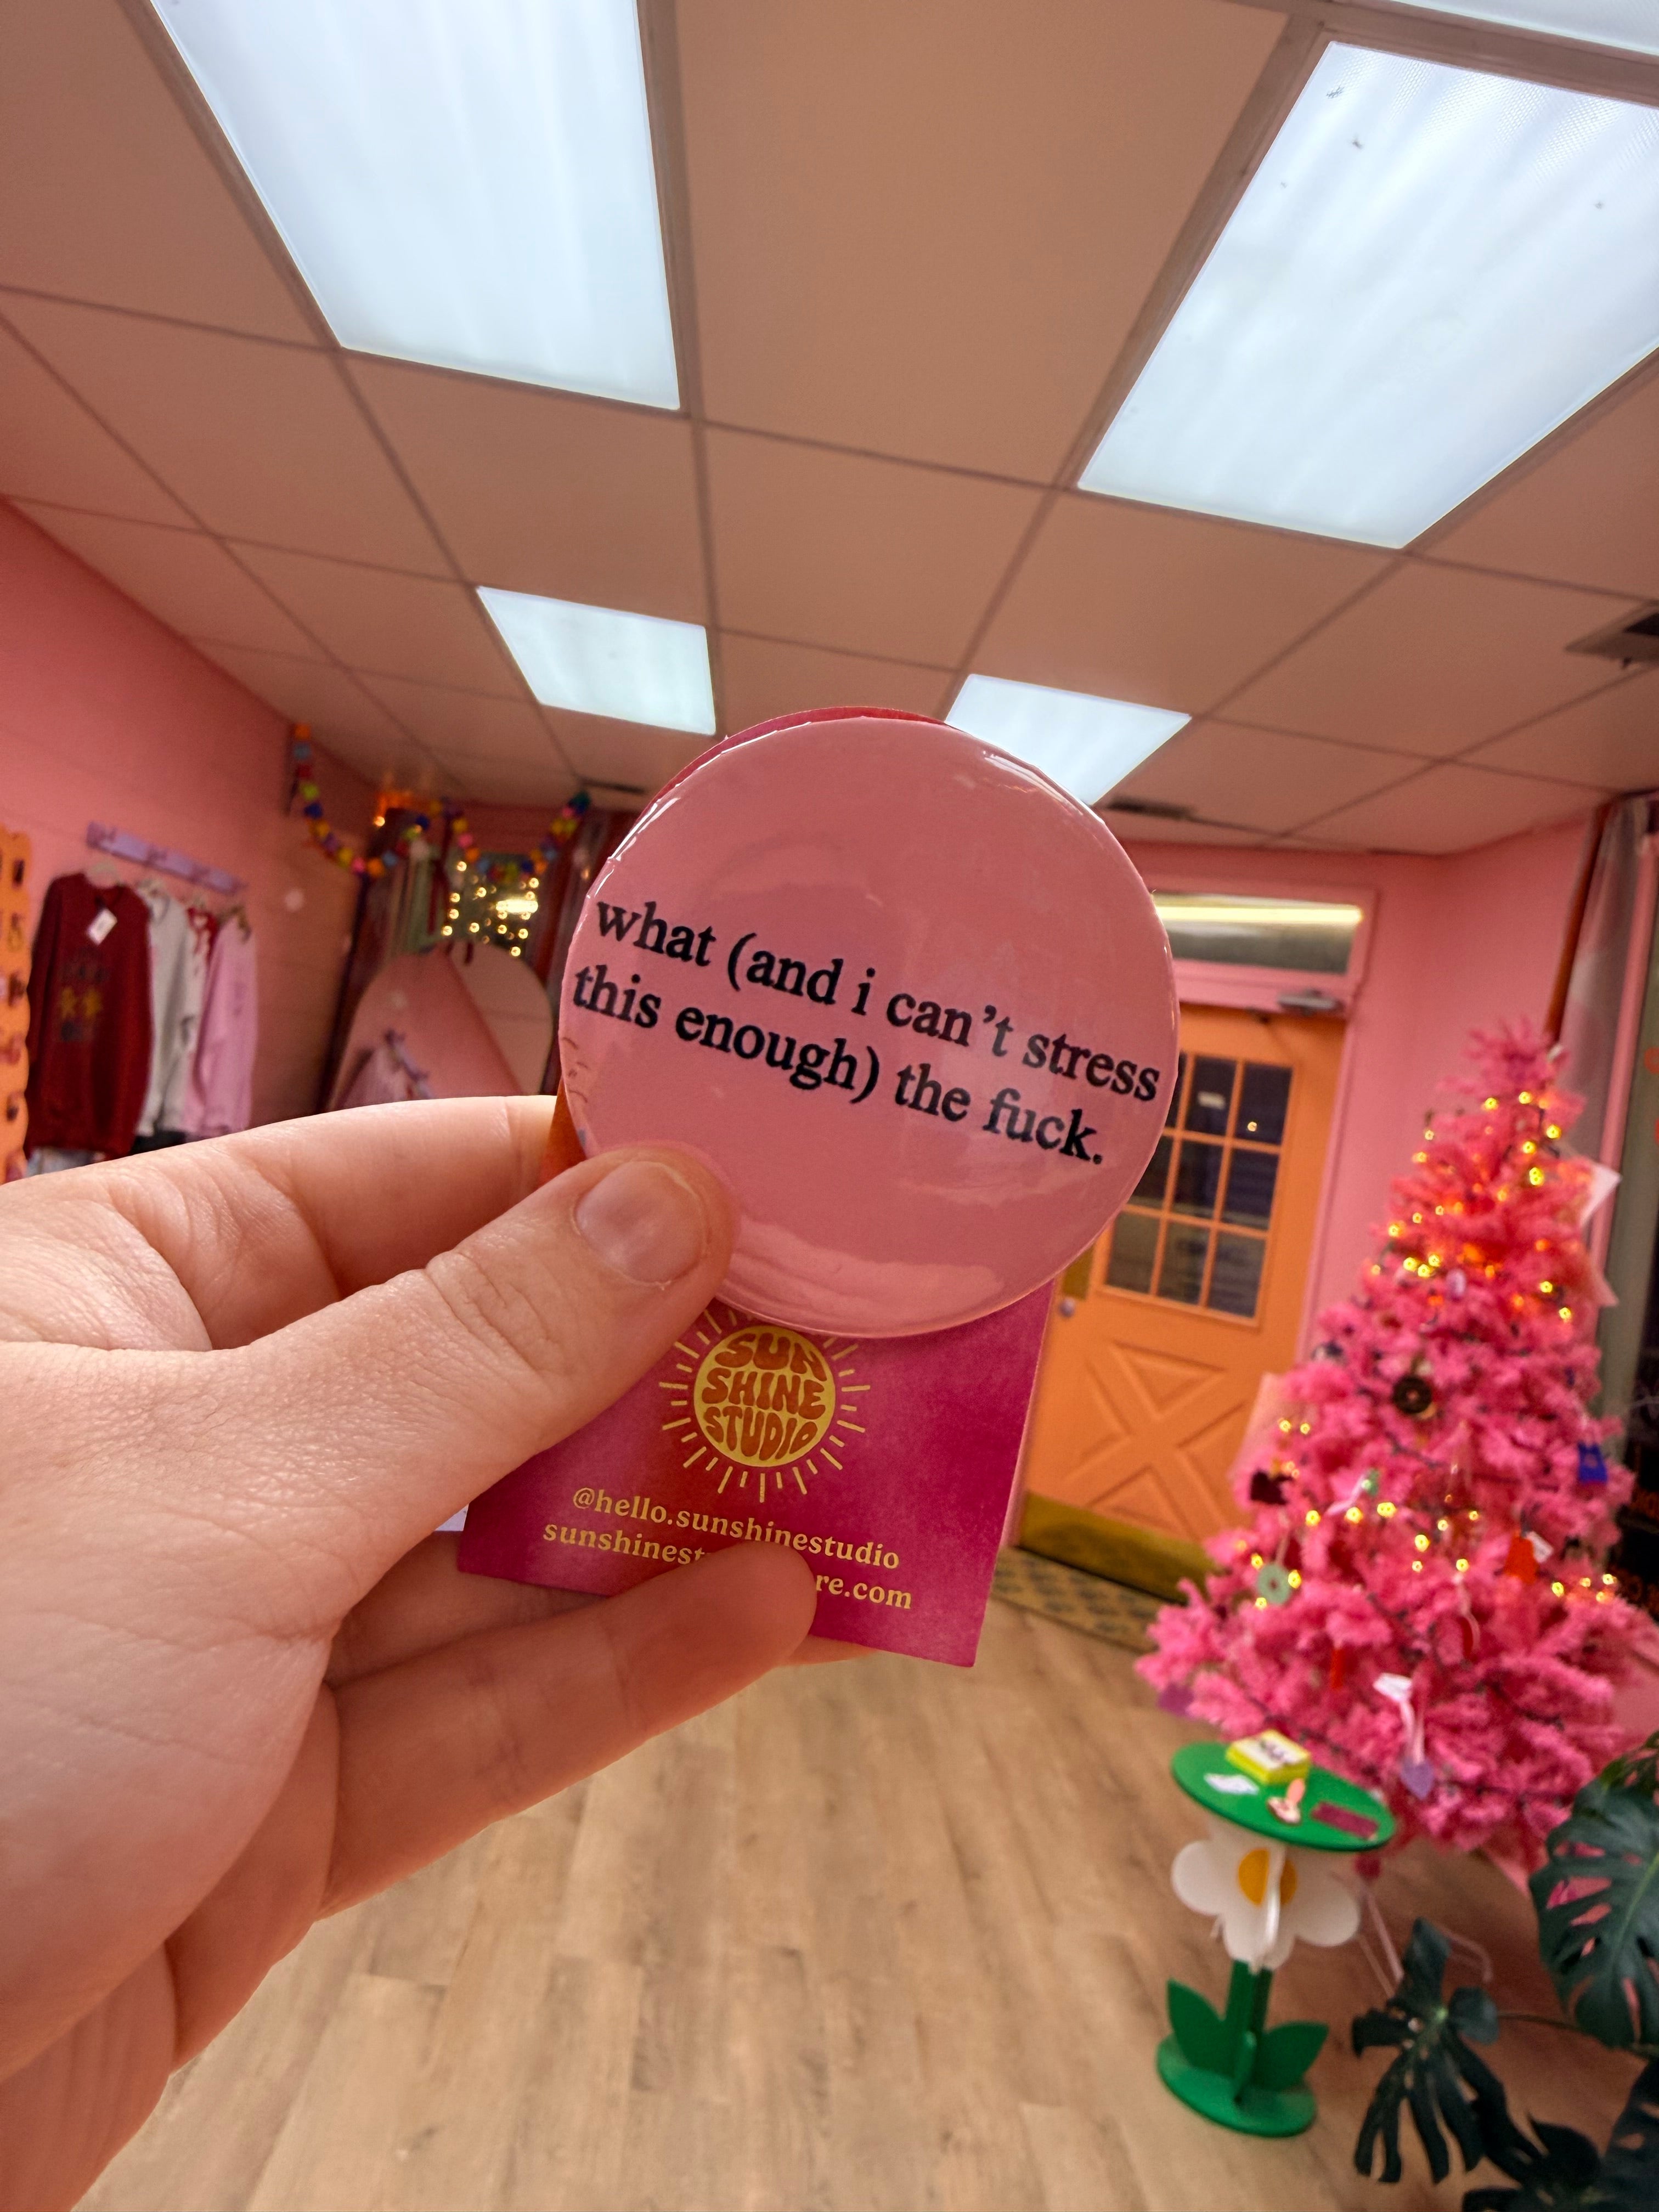 what (and i can't stress
this enough) the fuck.
SUN
SHINE
STUDIO
@hello.sunshinestudio